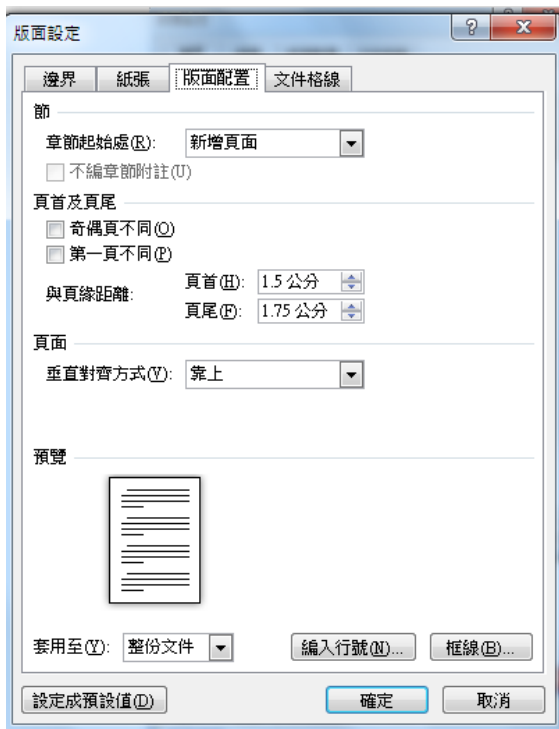 版面設定
邊界 紙張 版面配置 文件格線
節
章節起始處(R): 新增頁面
不編章節附註(U)
頁首及頁尾
奇偶頁不同(O)
第一頁不同(P)
與頁緣距離: 頁首(H): 1.5 公分
頁尾(F): 1.75 公分
頁面
垂直對齊方式(V): 靠上
預覽
套用至(Y): 整份文件 編入行號(N)... 框線(B)...
設定成預設值(D) 確定 取消